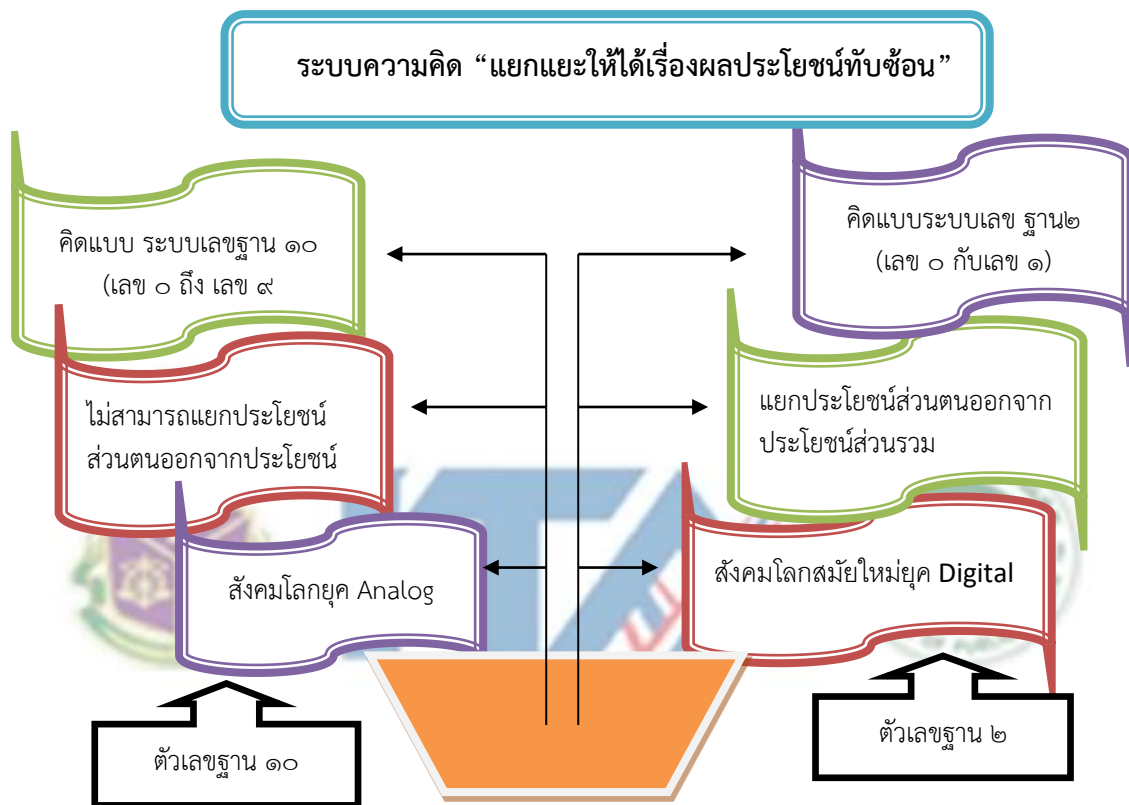 ระบบความคิด “แยกแยะให้ได้เรื่องผลประโยชน์ทับซ้อน”
คิดแบบ ระบบเลขฐาน ๑๐
(เลข ๐ ถึง เลข ๙
ไม่สามารถแยกประโยชน์
ส่วนตนออกจากประโยชน์
สังคมโลกยุค Analog
ตัวเลขฐาน ๑๐
คิดแบบระบบเลข ฐาน๒
(เลข ๐ กับเลข ๑)
แยกประโยชน์ส่วนตนออกจาก
ประโยชน์ส่วนรวม
สังคมโลกสมัยใหม่ยุค Digital
ตัวเลขฐาน ๒